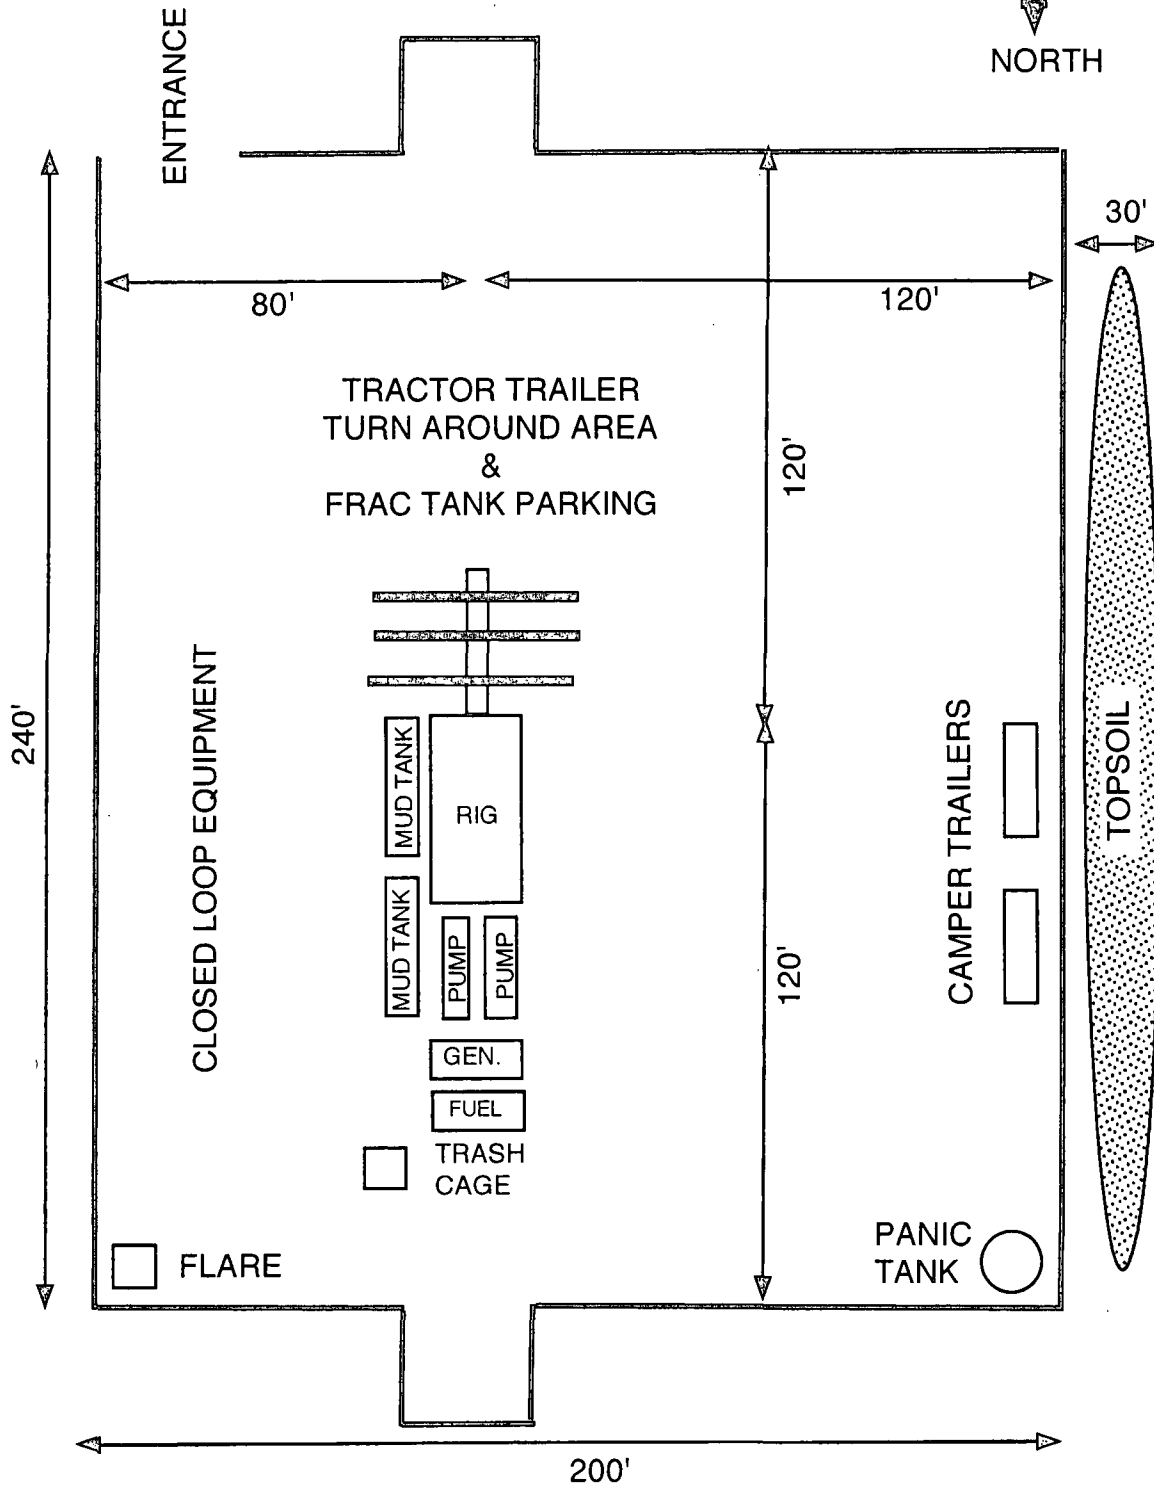 ENTRANCE
NORTH
30'
80'
120'
TRACTOR TRAILER
TURN AROUND AREA
&
FRAC TANK PARKING
120'
240'
CLOSED LOOP EQUIPMENT
MUD TANK
RIG
CAMPER TRAILERS
TOPSOIL
MUD TANK
PUMP
PUMP
120'
GEN.
FUEL
TRASH
CAGE
FLARE
PANIC
TANK
200'